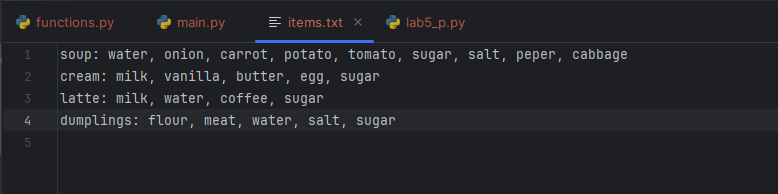 functions.py main.py items.txt × lab5_p.py
1 soup: water, onion, carrot, potato, tomato, sugar, salt, peper, cabbage
2 cream: milk, vanilla, butter, egg, sugar
3 latte: milk, water, coffee, sugar
4 dumplings: flour, meat, water, salt, sugar
5